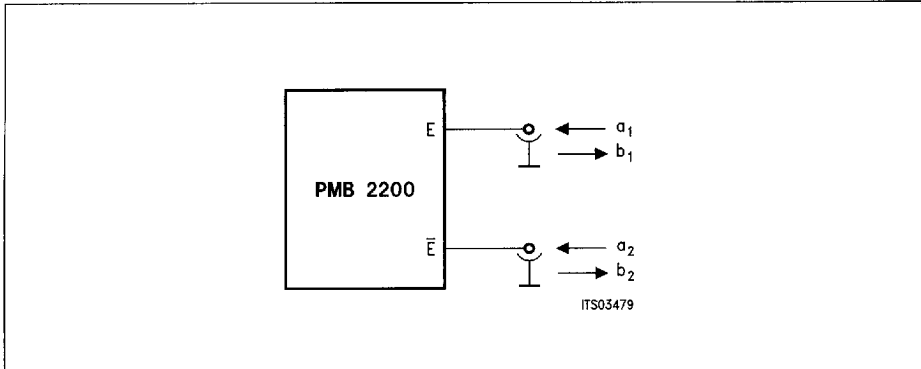 E
a₁
b₁
PMB 2200
E̅
a₂
b₂
ITS03479